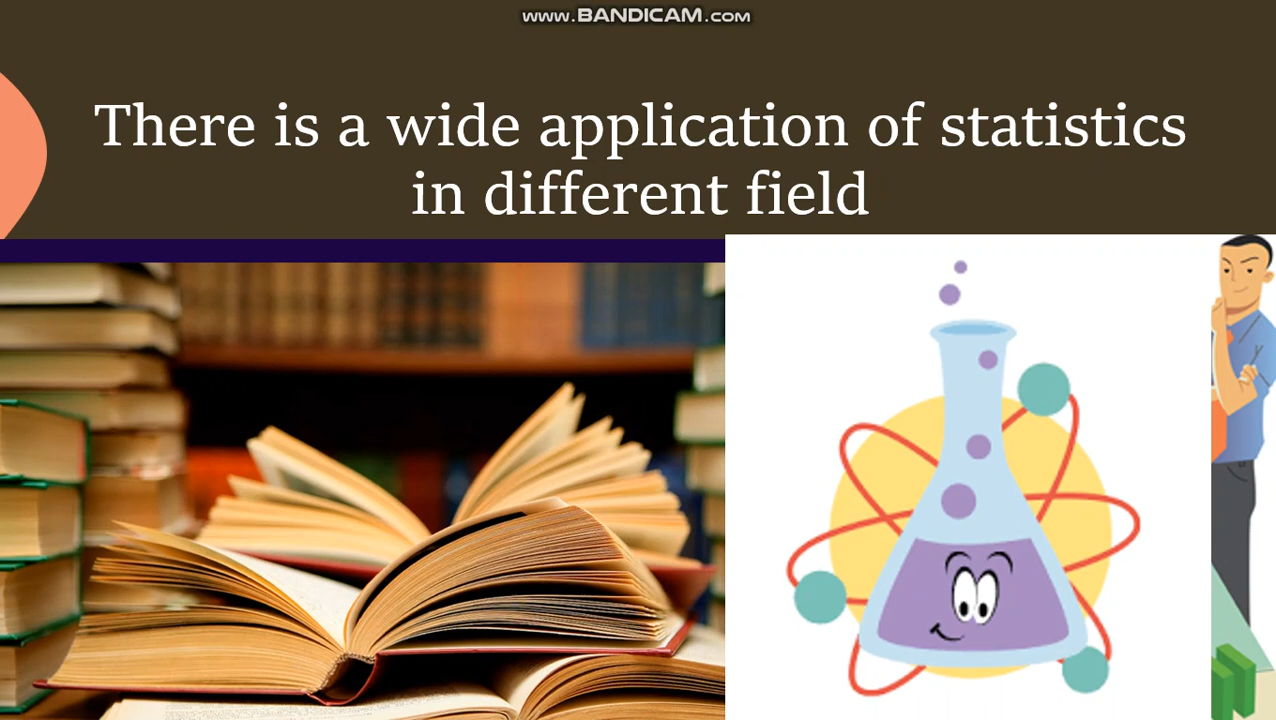 www.BANDICAM.com
There is a wide application of statistics
in different field